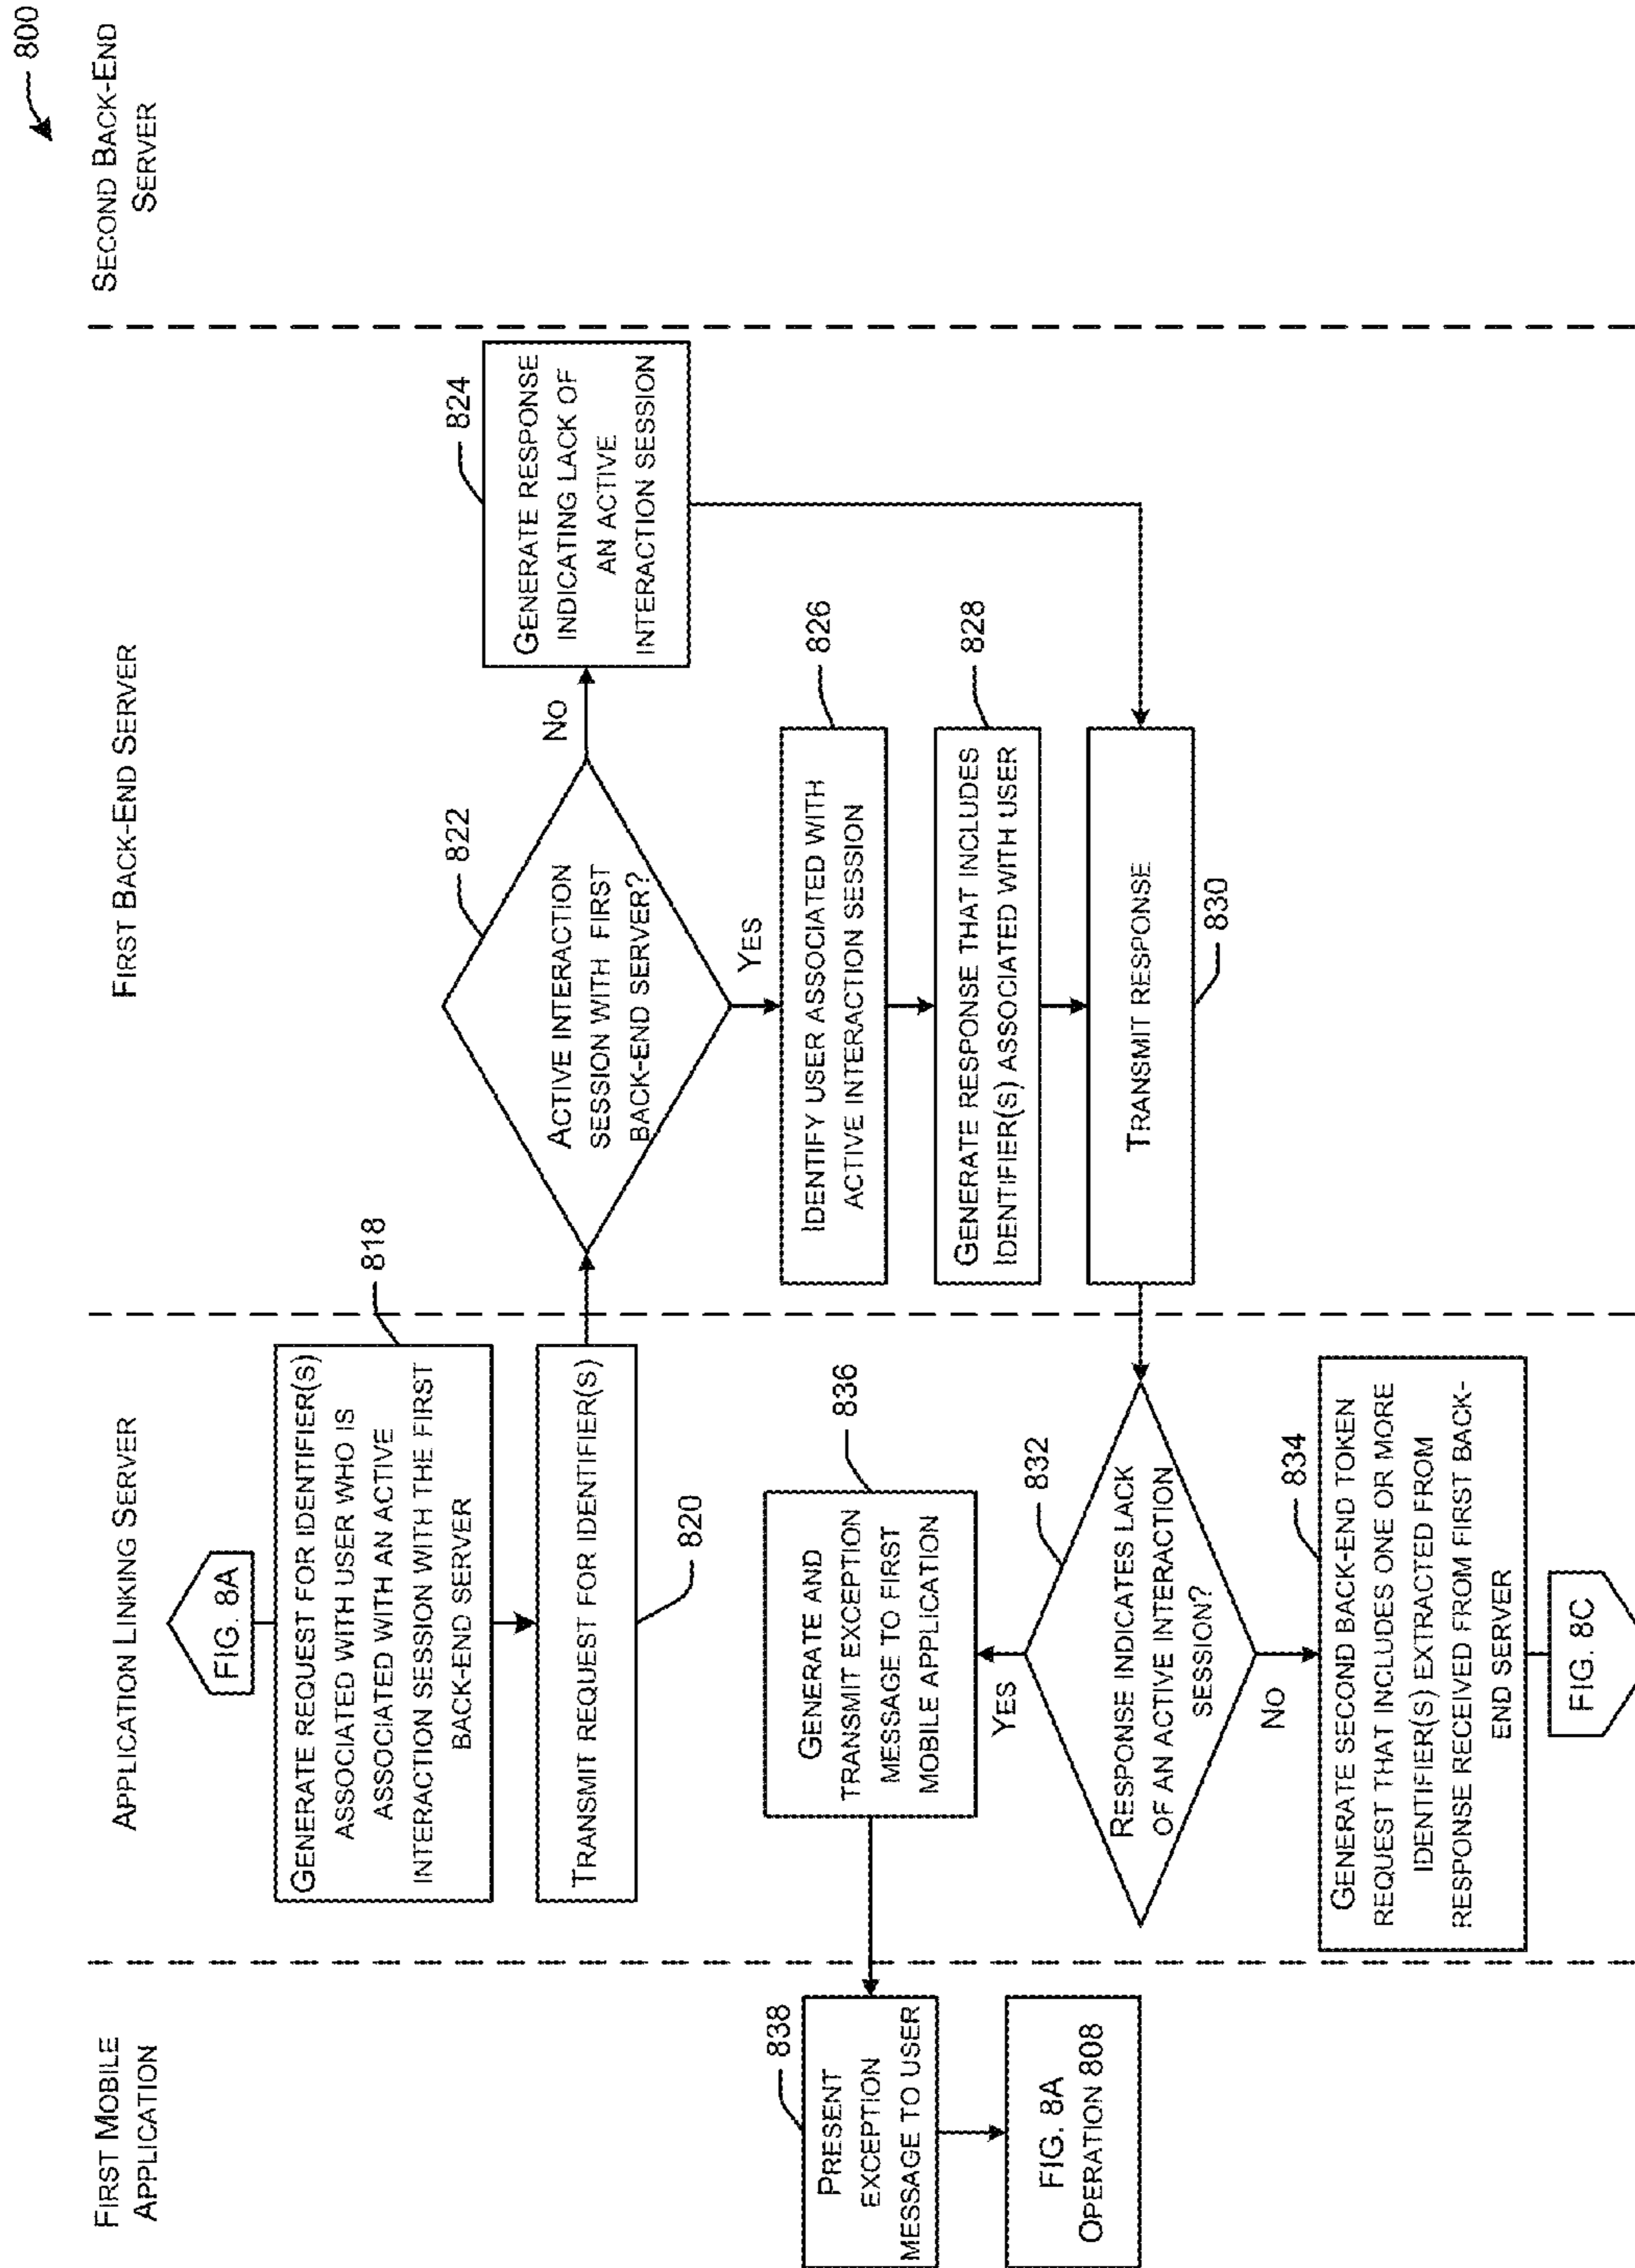 800
FIRST MOBILE
APPLICATION
APPLICATION LINKING SERVER
FIRST BACK-END SERVER
SECOND BACK-END
SERVER
FIG. 8A
GENERATE REQUEST FOR IDENTIFIER(S)
ASSOCIATED WITH USER WHO IS
ASSOCIATED WITH AN ACTIVE
INTERACTION SESSION WITH THE FIRST
BACK-END SERVER
818
TRANSMIT REQUEST FOR IDENTIFIER(S)
820
822
ACTIVE INTERACTION
SESSION WITH FIRST
BACK-END SERVER?
NO
YES
824
GENERATE RESPONSE
INDICATING LACK OF
AN ACTIVE
INTERACTION SESSION
IDENTIFY USER ASSOCIATED WITH
ACTIVE INTERACTION SESSION
826
GENERATE RESPONSE THAT INCLUDES
IDENTIFIER(S) ASSOCIATED WITH USER
828
TRANSMIT RESPONSE
830
832
RESPONSE INDICATES LACK
OF AN ACTIVE INTERACTION
SESSION?
YES
NO
836
GENERATE AND
TRANSMIT EXCEPTION
MESSAGE TO FIRST
MOBILE APPLICATION
838
PRESENT
EXCEPTION
MESSAGE TO USER
FIG. 8A
OPERATION 808
834
GENERATE SECOND BACK-END TOKEN
REQUEST THAT INCLUDES ONE OR MORE
IDENTIFIER(S) EXTRACTED FROM
RESPONSE RECEIVED FROM FIRST BACK-
END SERVER
FIG. 8C